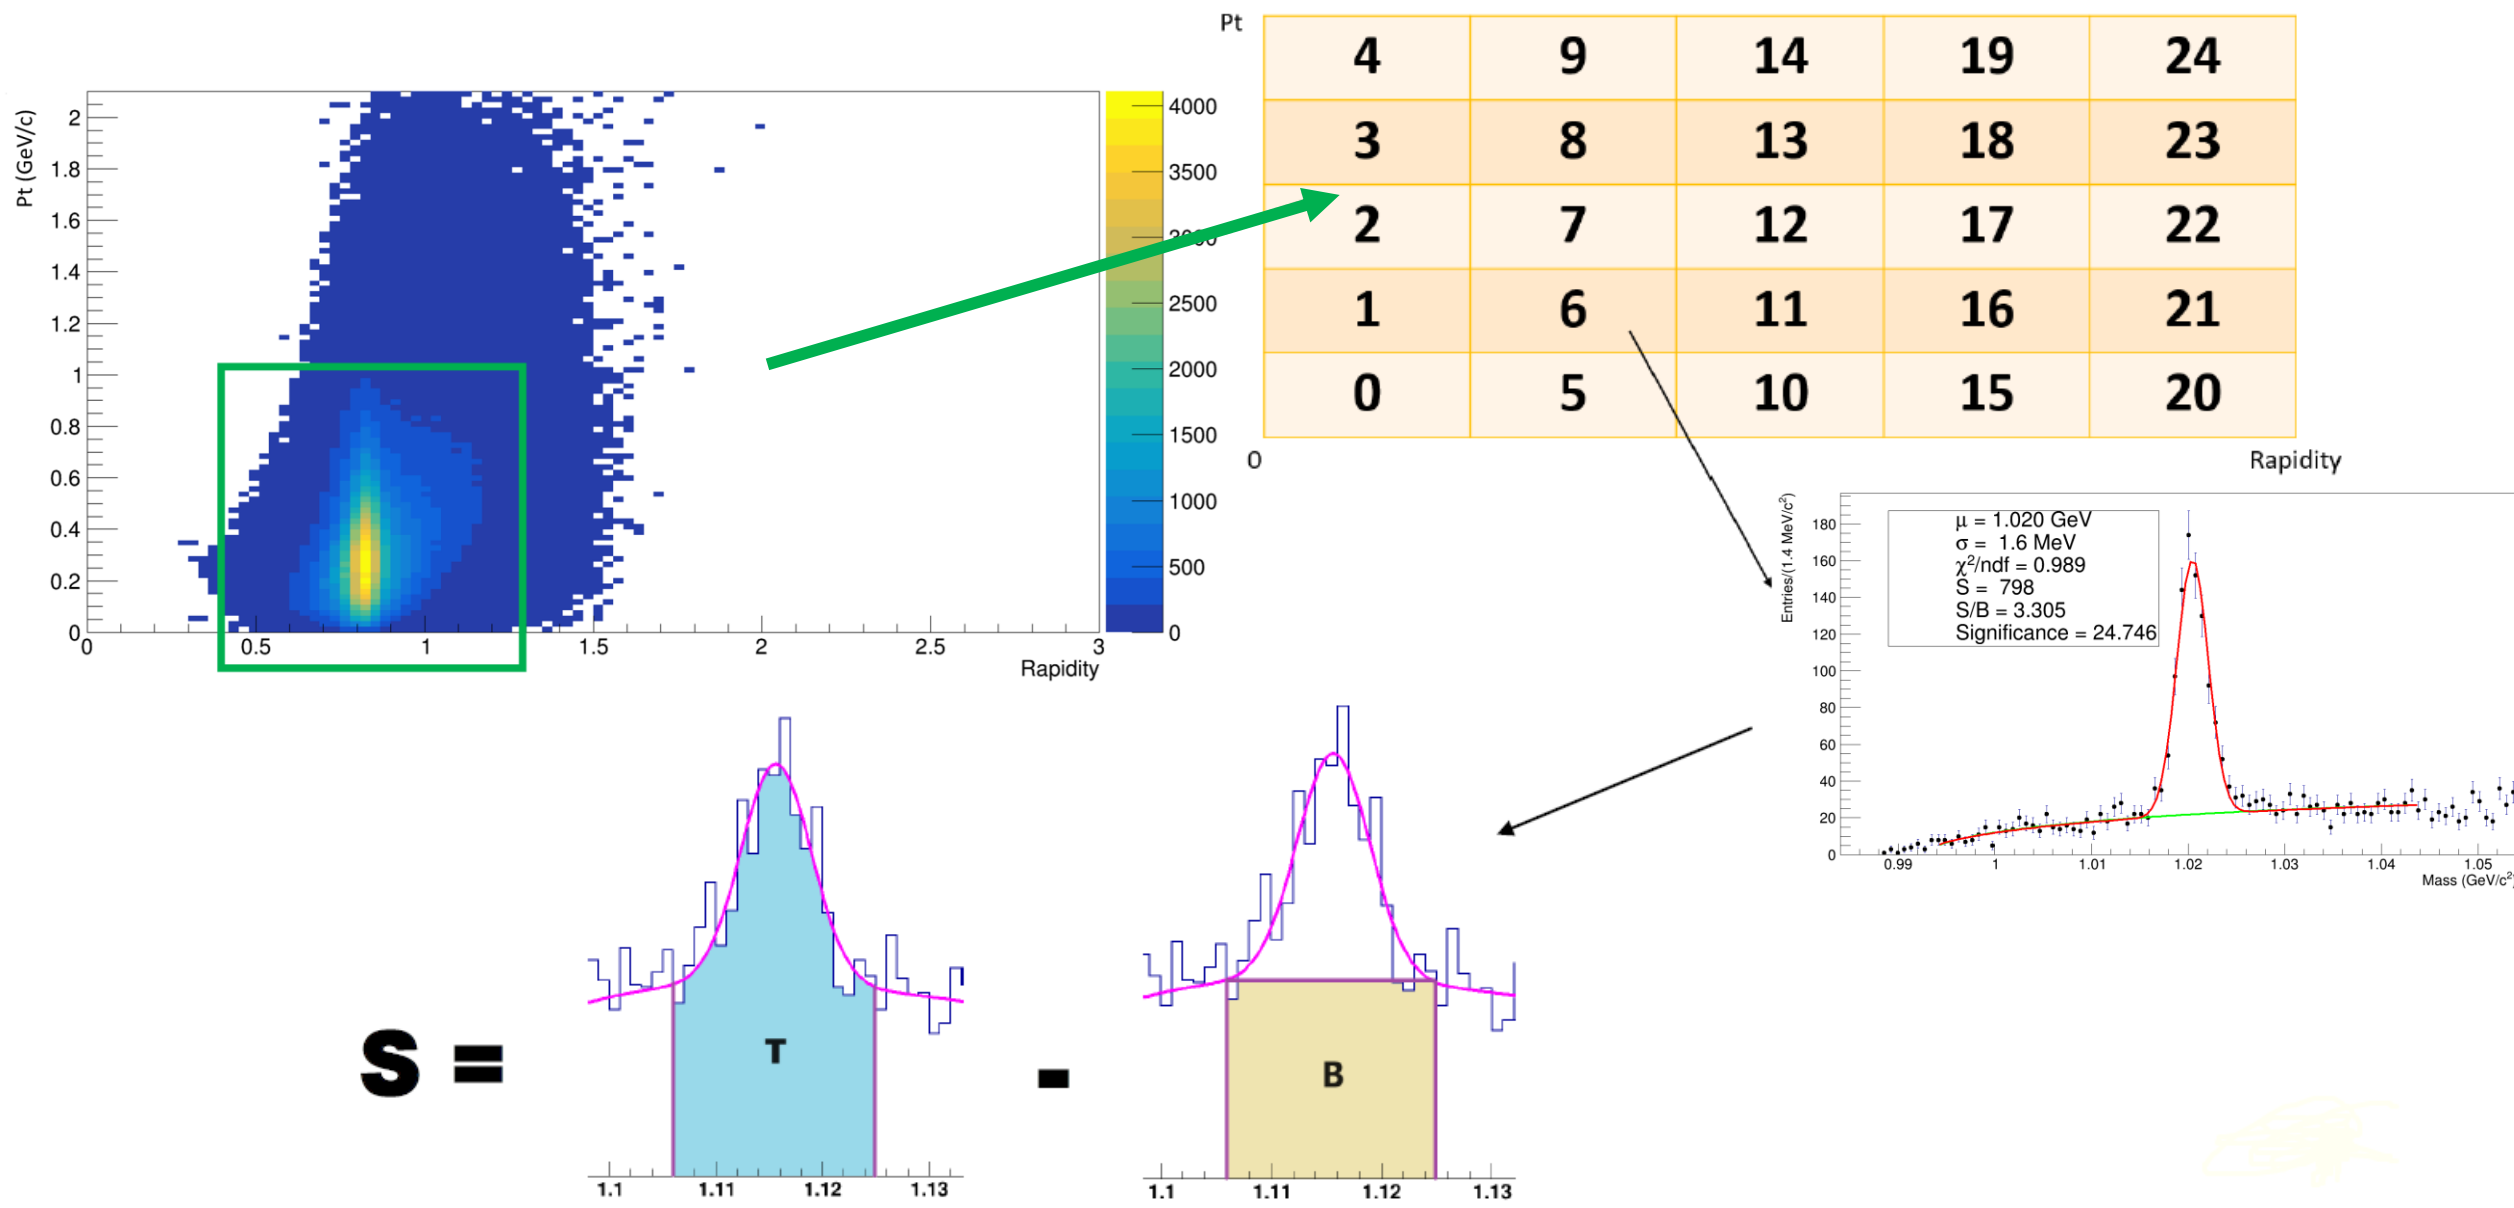 Pt (GeV/c)
2
1.8
1.6
1.4
1.2
1
0.8
0.6
0.4
0.2
0
0 0.5 1 1.5 2 2.5 3
Rapidity
4000
3500
3000
2500
2000
1500
1000
500
0
Pt
4 9 14 19 24
3 8 13 18 23
2 7 12 17 22
1 6 11 16 21
0 5 10 15 20
0
Rapidity
Entries/(1.4 MeV/c²)
μ = 1.020 GeV
σ = 1.6 MeV
χ²/ndf = 0.989
S = 798
S/B = 3.305
Significance = 24.746
180
160
140
120
100
80
60
40
20
0
0.99 1 1.01 1.02 1.03 1.04 1.05
Mass (GeV/c²)
S =
T
1.1 1.11 1.12 1.13
-
B
1.1 1.11 1.12 1.13